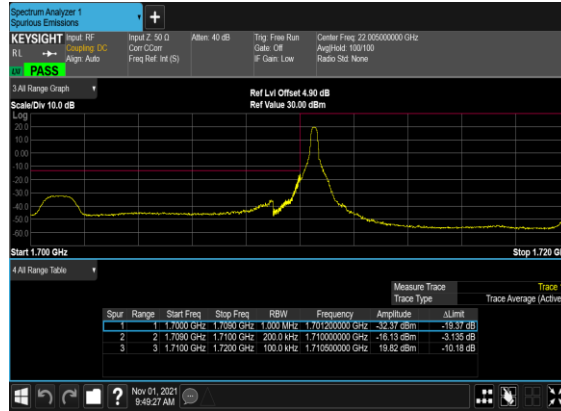 Spectrum Analyzer 1
Spurious Emissions
+
KEYSIGHT Input: RF Input Z: 50 Ω Atten: 40 dB Trig: Free Run Center Freq: 22.005000000 GHz
RL Coupling: DC Corr CCorr Gate: Off Avg|Hold: 100/100
Align: Auto Freq Ref: Int (S) IF Gain: Low Radio Std: None
PASS
3 All Range Graph
Ref Lvl Offset 4.90 dB
Scale/Div 10.0 dB Ref Value 30.00 dBm
Log
20.0
10.0
0.00
-10.0
-20.0
-30.0
-40.0
-50.0
-60.0
Start 1.700 GHz Stop 1.720 G
4 All Range Table
Measure Trace Trace
Trace Type Trace Average (Active
Spur Range Start Freq Stop Freq RBW Frequency Amplitude ΔLimit
1 1 1.7000 GHz 1.7090 GHz 1.000 MHz 1.701200000 GHz -32.37 dBm -19.37 dB
2 2 1.7090 GHz 1.7100 GHz 200.0 kHz 1.710000000 GHz -16.13 dBm -3.135 dB
3 3 1.7100 GHz 1.7200 GHz 100.0 kHz 1.710500000 GHz 19.82 dBm -10.18 dB
? Nov 01, 2021
9:49:27 AM